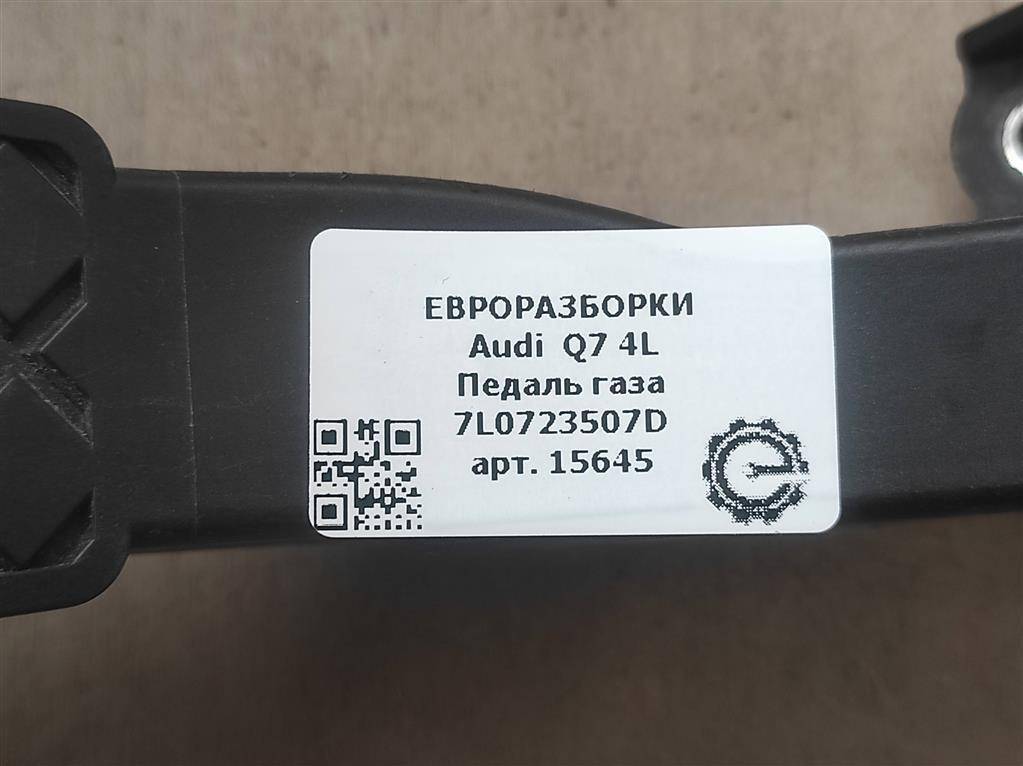 ЕВРОРАЗБОРКИ
Audi Q7 4L
Педаль газа
7L0723507D
арт. 15645